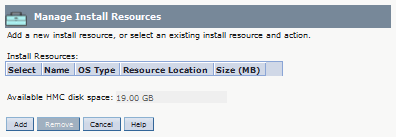 Manage Install Resources
Add a new install resource, or select an existing install resource and action.
Install Resources:
Select Name OS Type Resource Location Size (MB)
Available HMC disk space: 19.00 GB
Add Remove Cancel Help